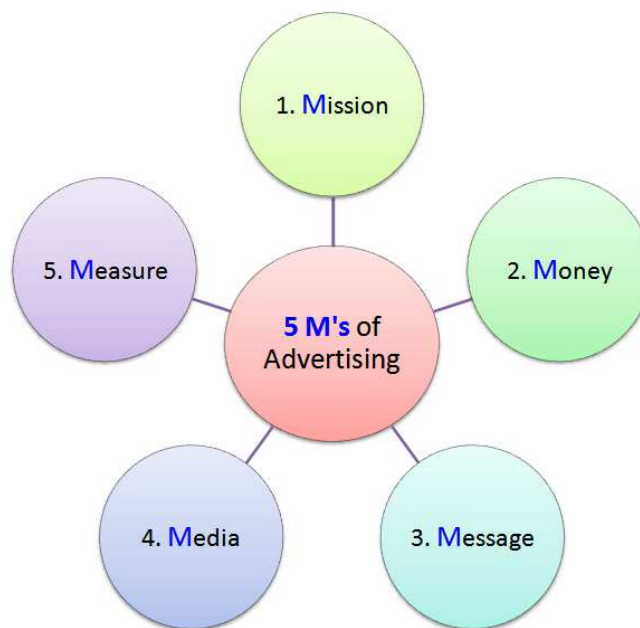 1. Mission
2. Money
3. Message
4. Media
5. Measure
5 M's of
Advertising